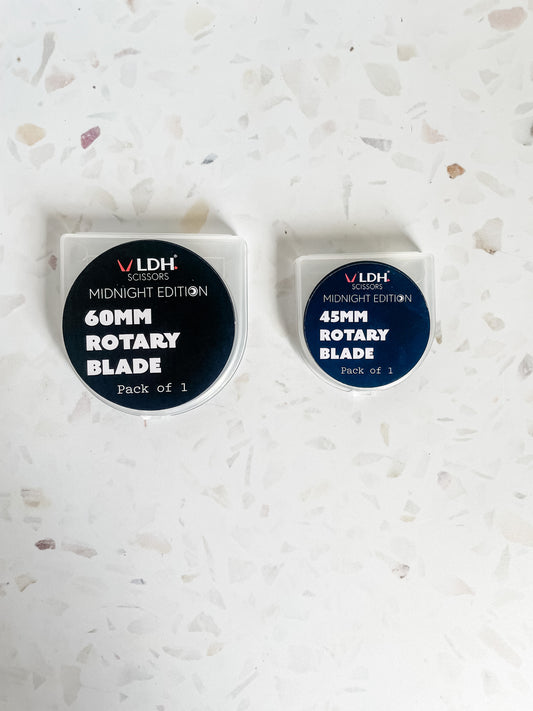 LDH
SCISSORS
MIDNIGHT EDITION
60MM
ROTARY
BLADE
Pack of 1
LDH
SCISSORS
MIDNIGHT EDITION
45MM
ROTARY
BLADE
Pack of 1